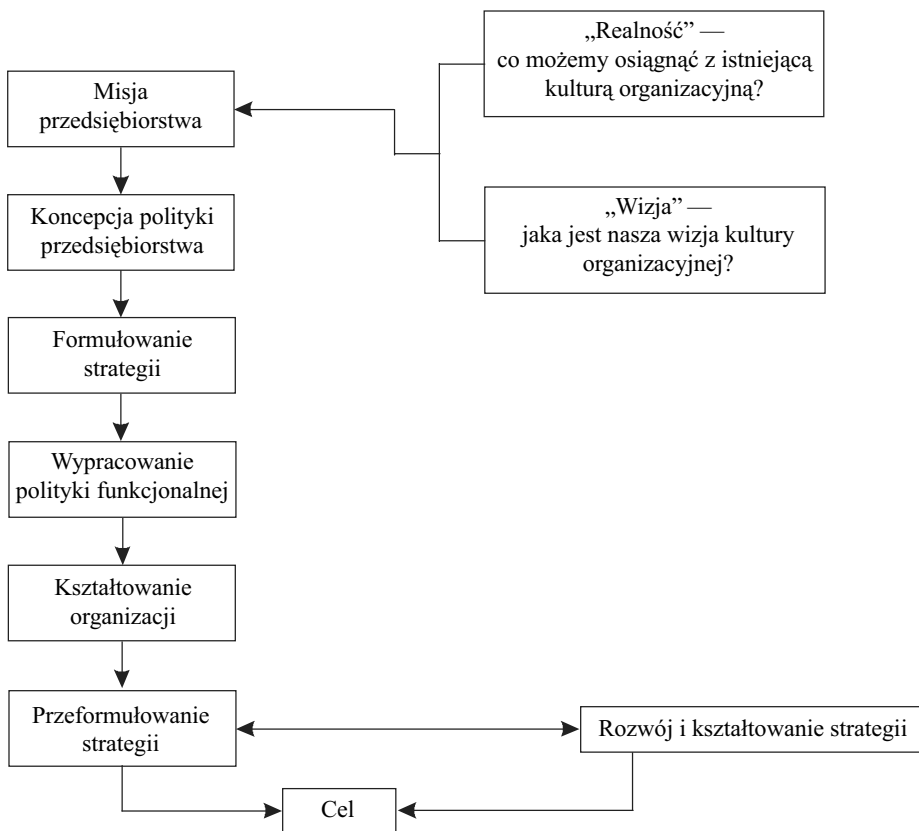 „Realność” —
co możemy osiągnąć z istniejącą
kulturą organizacyjną?
Misja
przedsiębiorstwa
„Wizja” —
jaka jest nasza wizja kultury
organizacyjnej?
Koncepcja polityki
przedsiębiorstwa
Formułowanie
strategii
Wypracowanie
polityki funkcjonalnej
Kształtowanie
organizacji
Przeformułowanie
strategii
Rozwój i kształtowanie strategii
Cel